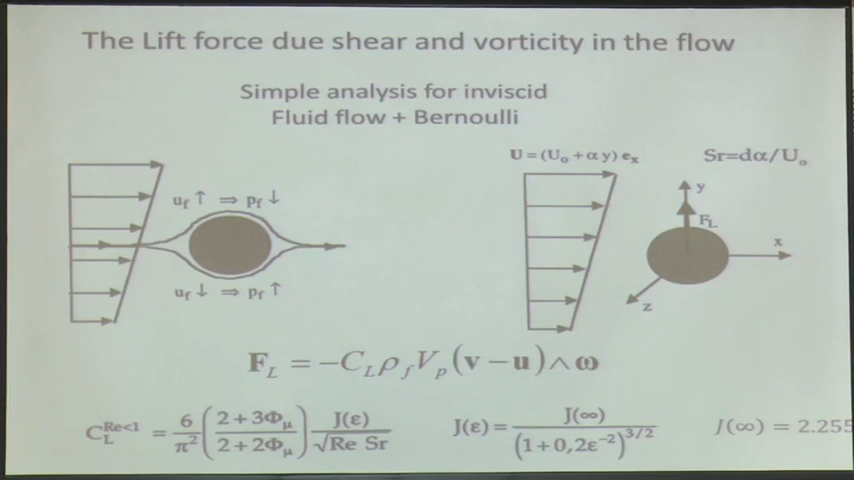 The Lift force due shear and vorticity in the flow
Simple analysis for inviscid
Fluid flow + Bernoulli
u_f ↑ ⇒ p_f ↓
u_f ↓ ⇒ p_f ↑
U = (U_o + α y) e_x
Sr=dα/U_o
y
F_L
x
z
F_L = −C_L ρ_f V_p (v − u) ∧ ω
C_L^{Re<1} = 6/π² ((2+3Φ_μ)/(2+2Φ_μ)) J(ε)/√(Re Sr)
J(ε) = J(∞)/(1+0,2ε^{-2})^{3/2}
J(∞) = 2.255